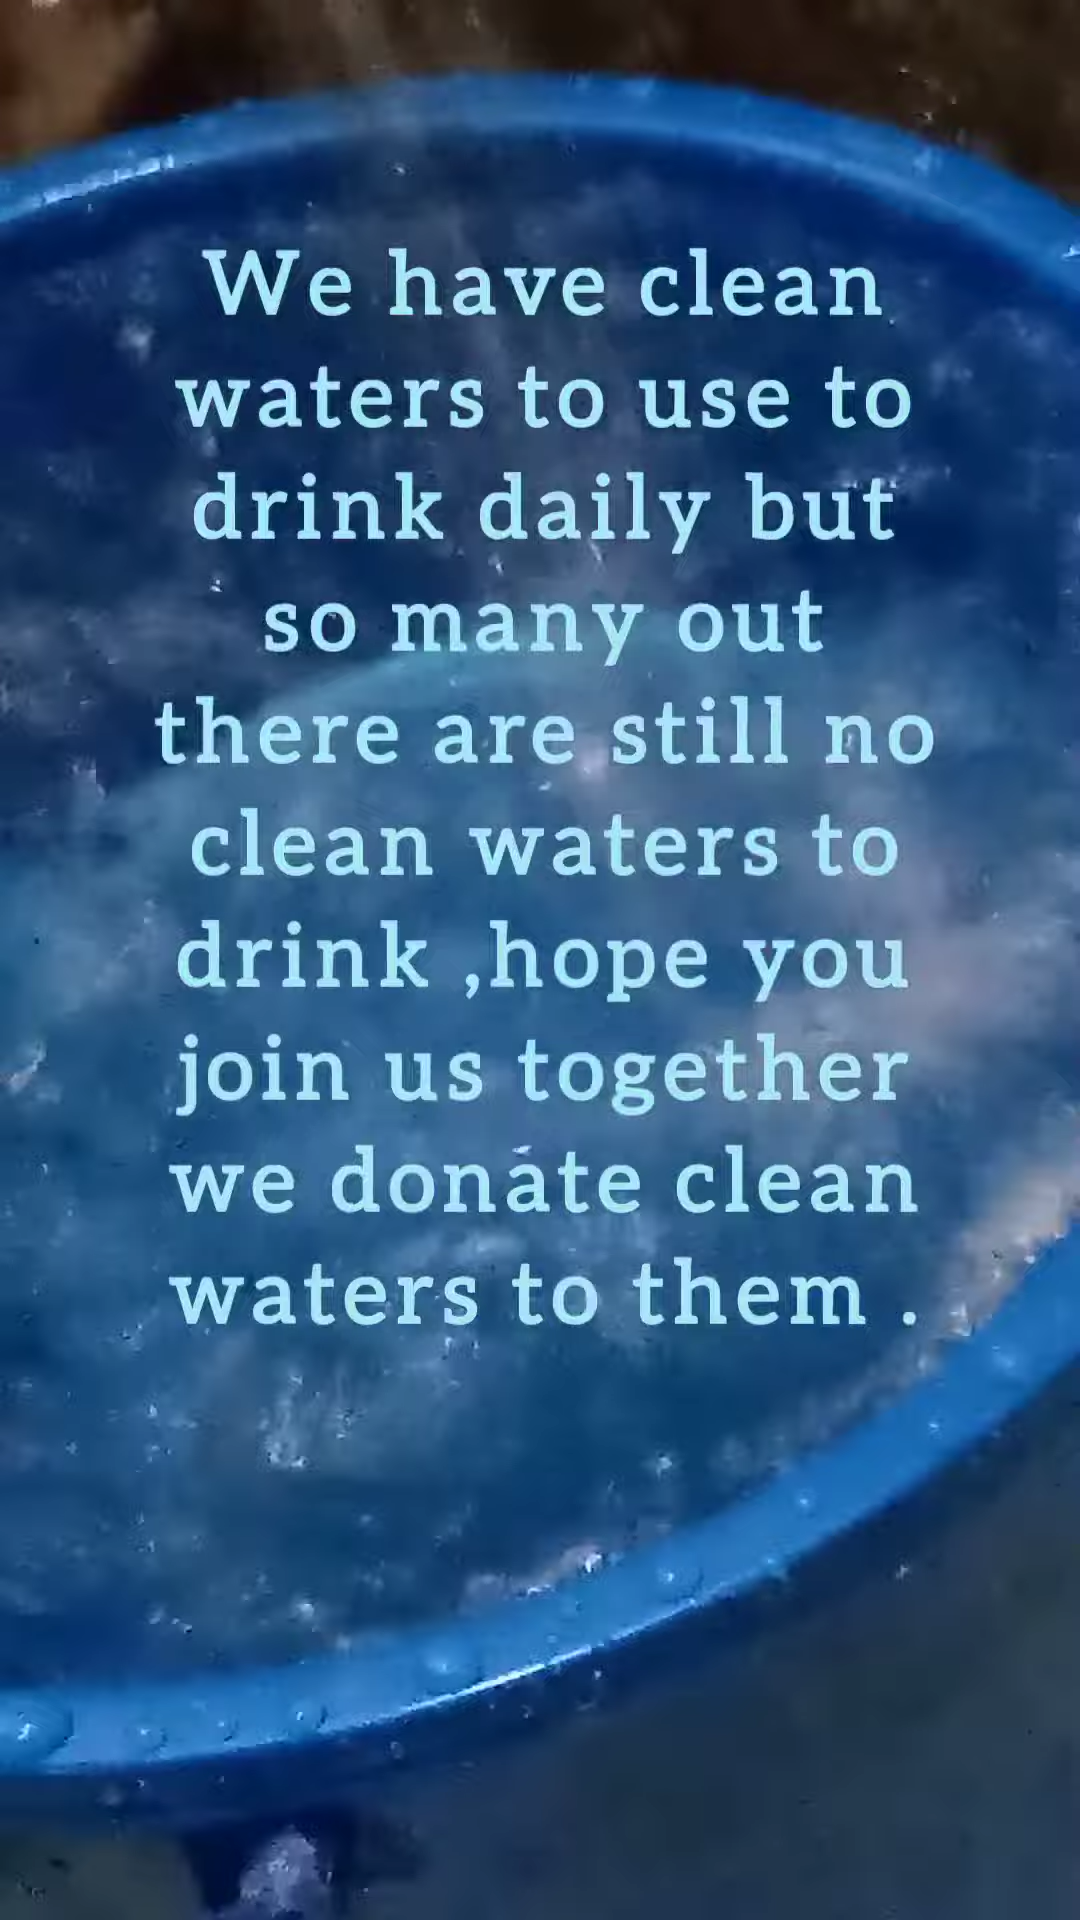 We have clean
waters to use to
drink daily but
so many out
there are still no
clean waters to
drink ,hope you
join us together
we donate clean
waters to them .